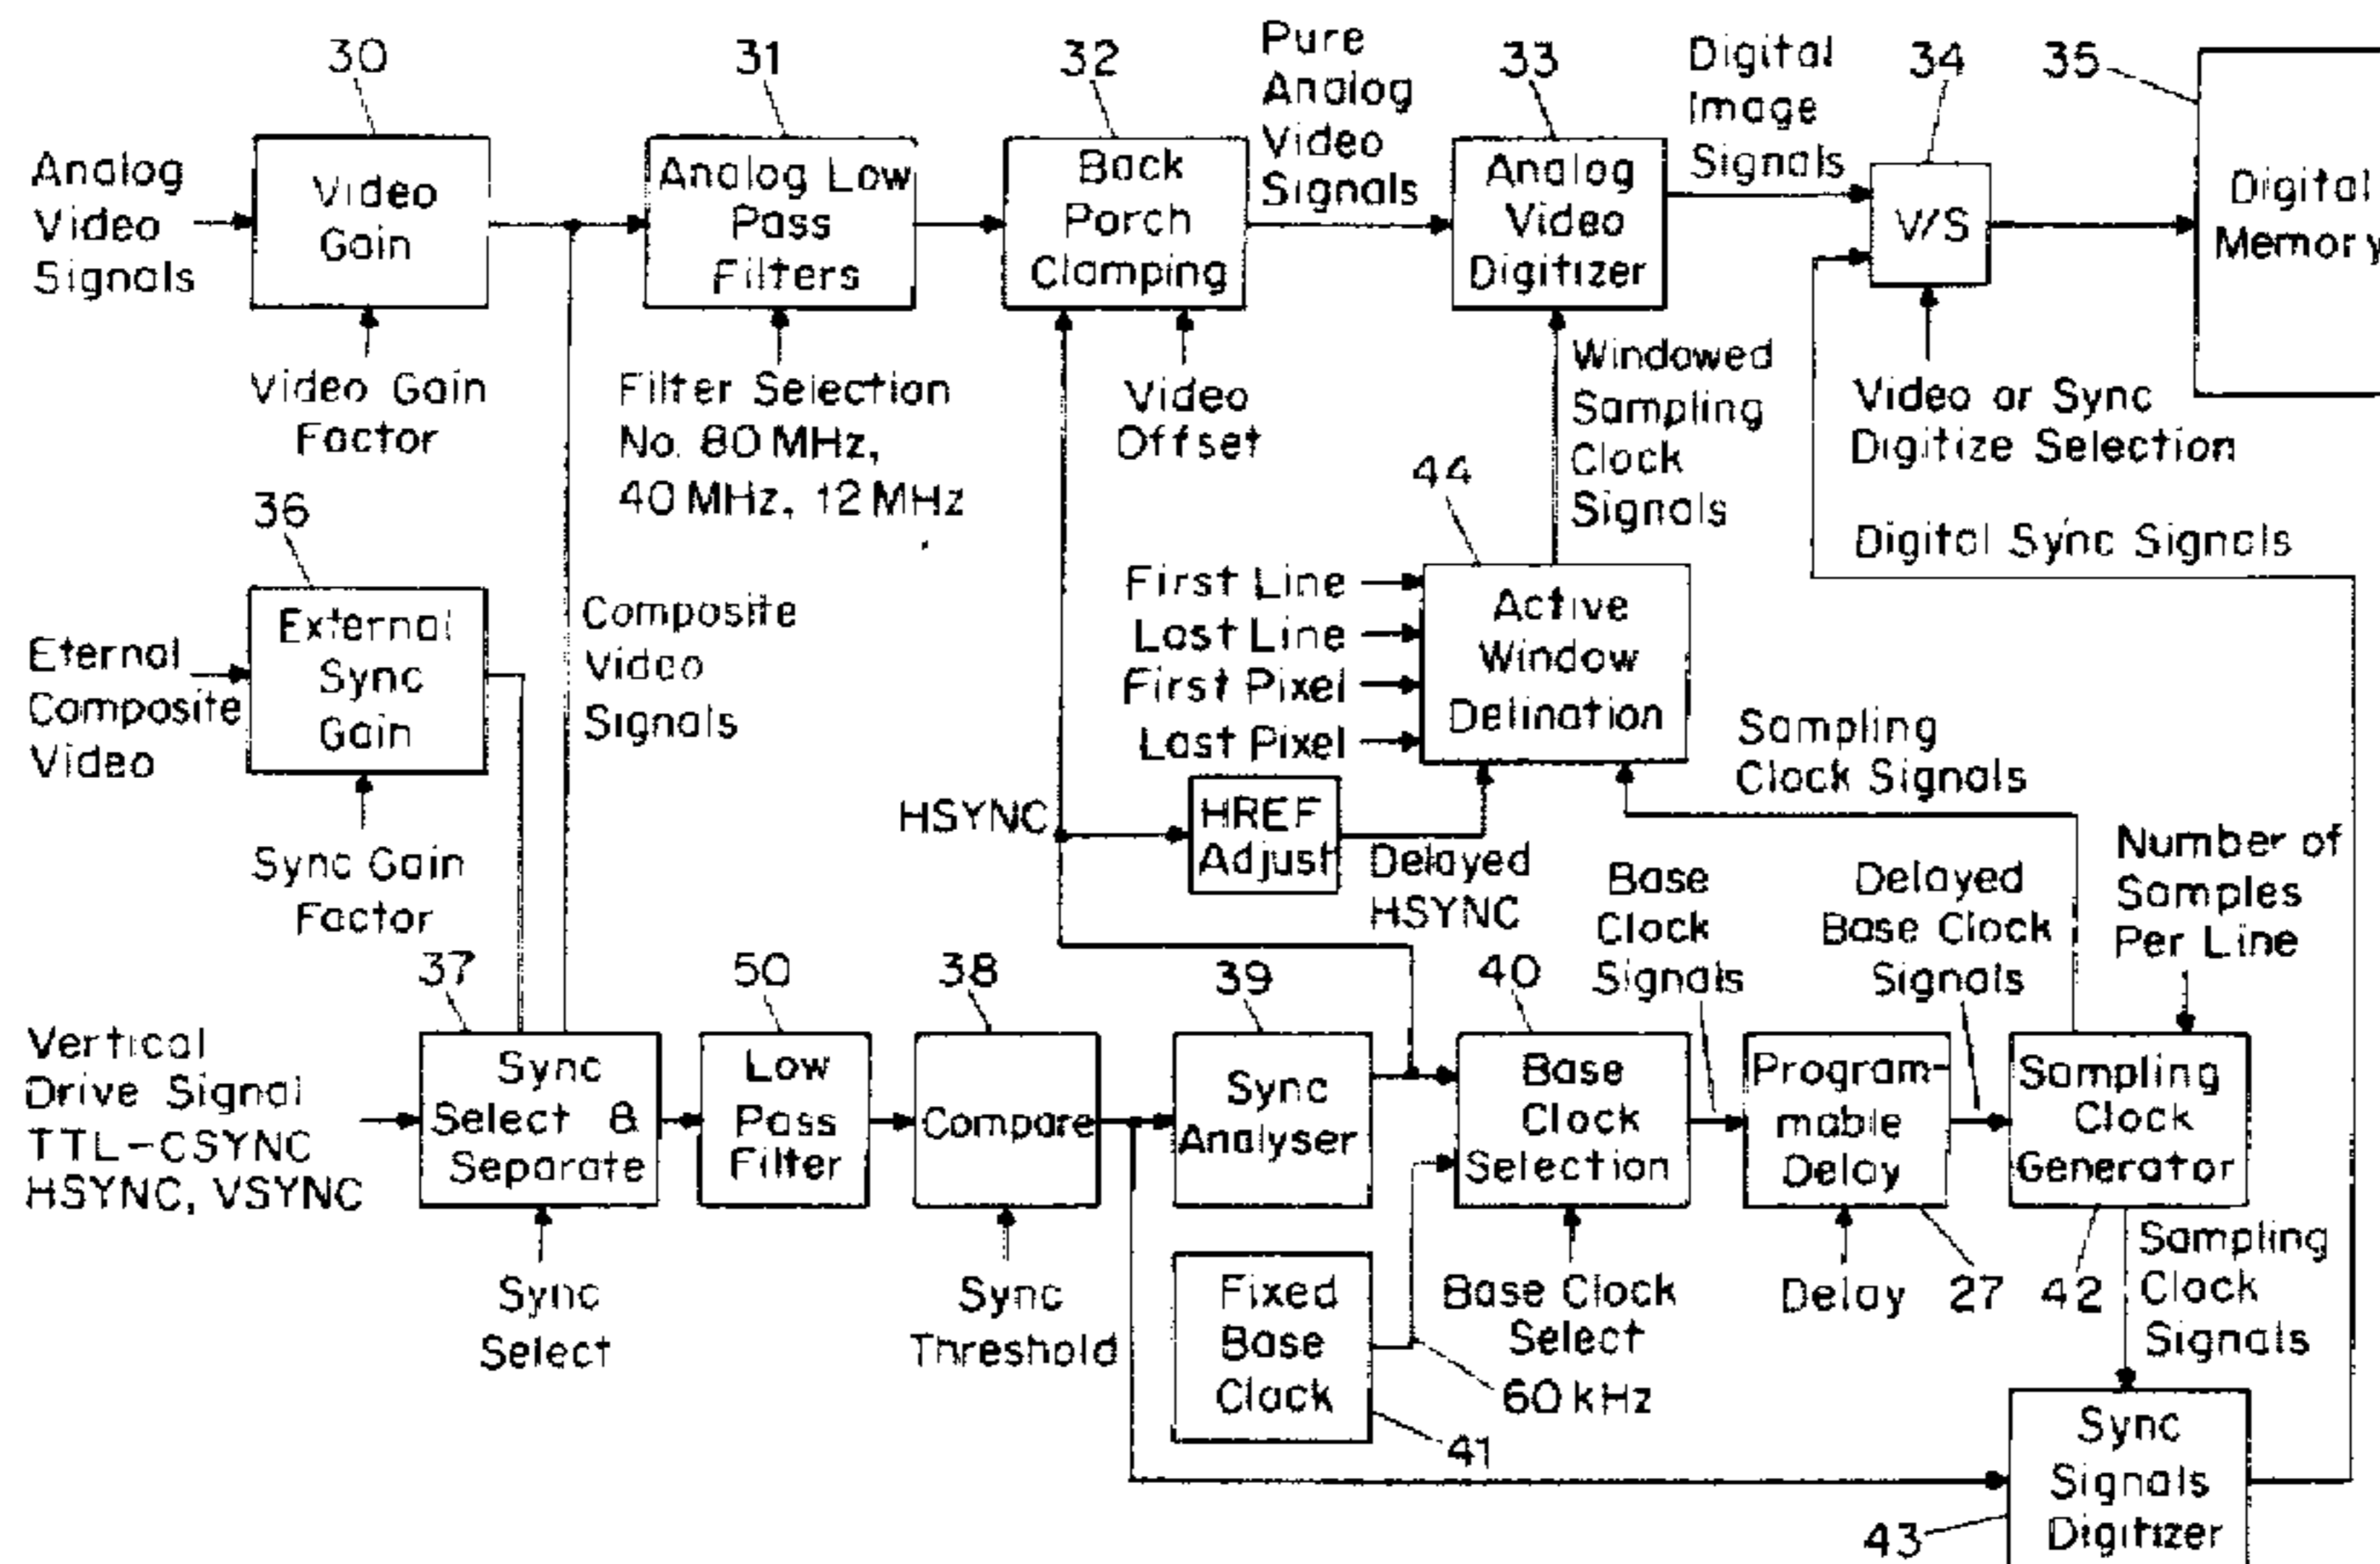 30
31
32
Pure
Analog
Video
Signals
33
Digital
Image
Signals
34
35
Analog
Video
Signals
Video
Gain
Analog Low
Pass
Filters
Back
Porch
Clamping
Analog
Video
Digitizer
V/S
Digital
Memory
Video Gain
Factor
Filter Selection
No. 80 MHz,
40 MHz, 12 MHz
Video
Offset
Windowed
Sampling
Clock
Signals
Video or Sync
Digitize Selection
Digital Sync Signals
36
Eternal
Composite
Video
External
Sync
Gain
Sync Gain
Factor
Composite
Video
Signals
44
First Line
Last Line
First Pixel
Last Pixel
Active
Window
Delination
HSYNC
HREF
Adjust
Delayed
HSYNC
Sampling
Clock Signals
Base
Clock
Signals
Delayed
Base Clock
Signals
Number of
Samples
Per Line
37
50
38
39
40
Vertical
Drive Signal
TTL-CSYNC
HSYNC, VSYNC
Sync
Select &
Separate
Low
Pass
Filter
Compare
Sync
Analyser
Base
Clock
Selection
Program-
mable
Delay
Sampling
Clock
Generator
Sync
Select
Sync
Threshold
Fixed
Base
Clock
Base Clock
Select
60 kHz
41
Delay
27
42
Sampling
Clock
Signals
Sync
Signals
Digitizer
43